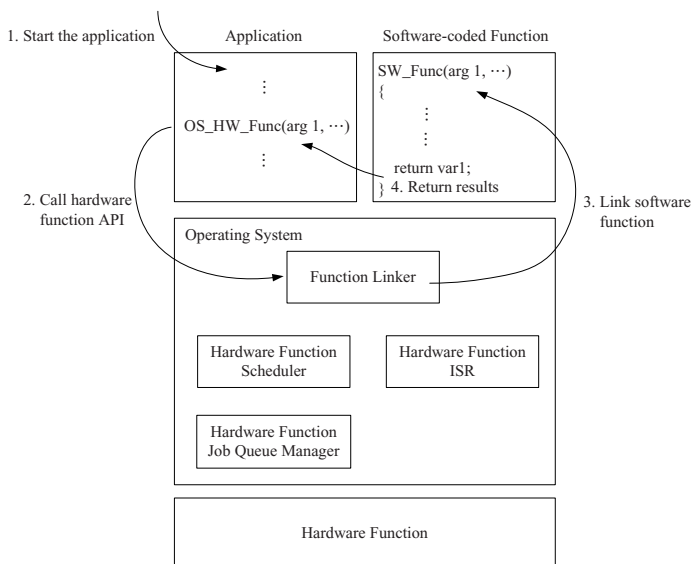 1. Start the application
Application
Software-coded Function
⋮
OS_HW_Func(arg 1, ⋯)
⋮
SW_Func(arg 1, ⋯)
{
⋮
⋮
return var1;
} 4. Return results
2. Call hardware
function API
3. Link software
function
Operating System
Function Linker
Hardware Function
Scheduler
Hardware Function
ISR
Hardware Function
Job Queue Manager
Hardware Function